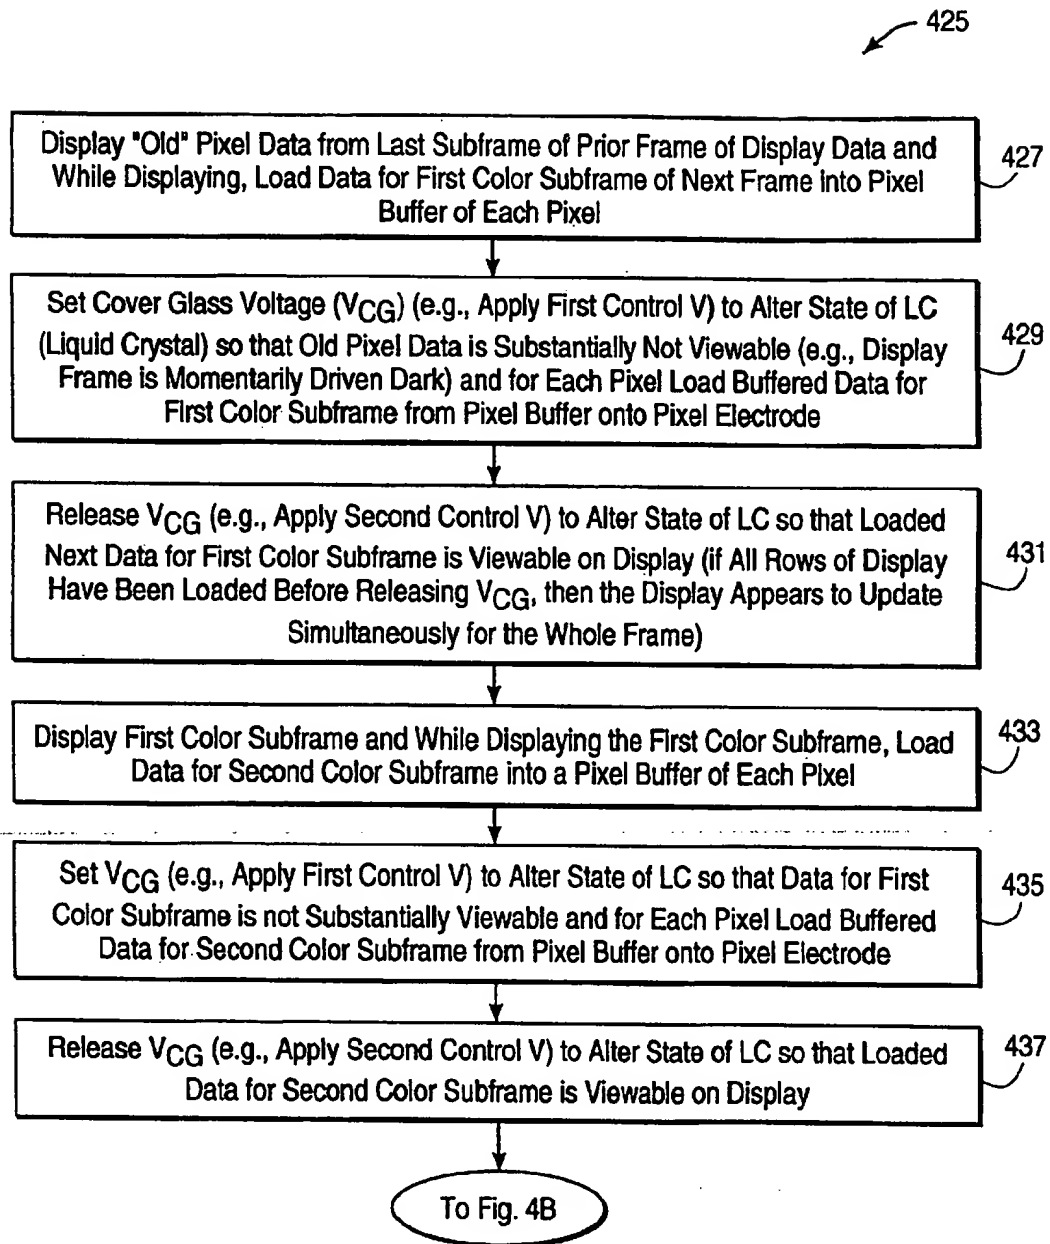 425
Display "Old" Pixel Data from Last Subframe of Prior Frame of Display Data and
While Displaying, Load Data for First Color Subframe of Next Frame into Pixel
Buffer of Each Pixel
427
Set Cover Glass Voltage (VCG) (e.g., Apply First Control V) to Alter State of LC
(Liquid Crystal) so that Old Pixel Data is Substantially Not Viewable (e.g., Display
Frame is Momentarily Driven Dark) and for Each Pixel Load Buffered Data for
First Color Subframe from Pixel Buffer onto Pixel Electrode
429
Release VCG (e.g., Apply Second Control V) to Alter State of LC so that Loaded
Next Data for First Color Subframe is Viewable on Display (if All Rows of Display
Have Been Loaded Before Releasing VCG, then the Display Appears to Update
Simultaneously for the Whole Frame)
431
Display First Color Subframe and While Displaying the First Color Subframe, Load
Data for Second Color Subframe into a Pixel Buffer of Each Pixel
433
Set VCG (e.g., Apply First Control V) to Alter State of LC so that Data for First
Color Subframe is not Substantially Viewable and for Each Pixel Load Buffered
Data for Second Color Subframe from Pixel Buffer onto Pixel Electrode
435
Release VCG (e.g., Apply Second Control V) to Alter State of LC so that Loaded
Data for Second Color Subframe is Viewable on Display
437
To Fig. 4B